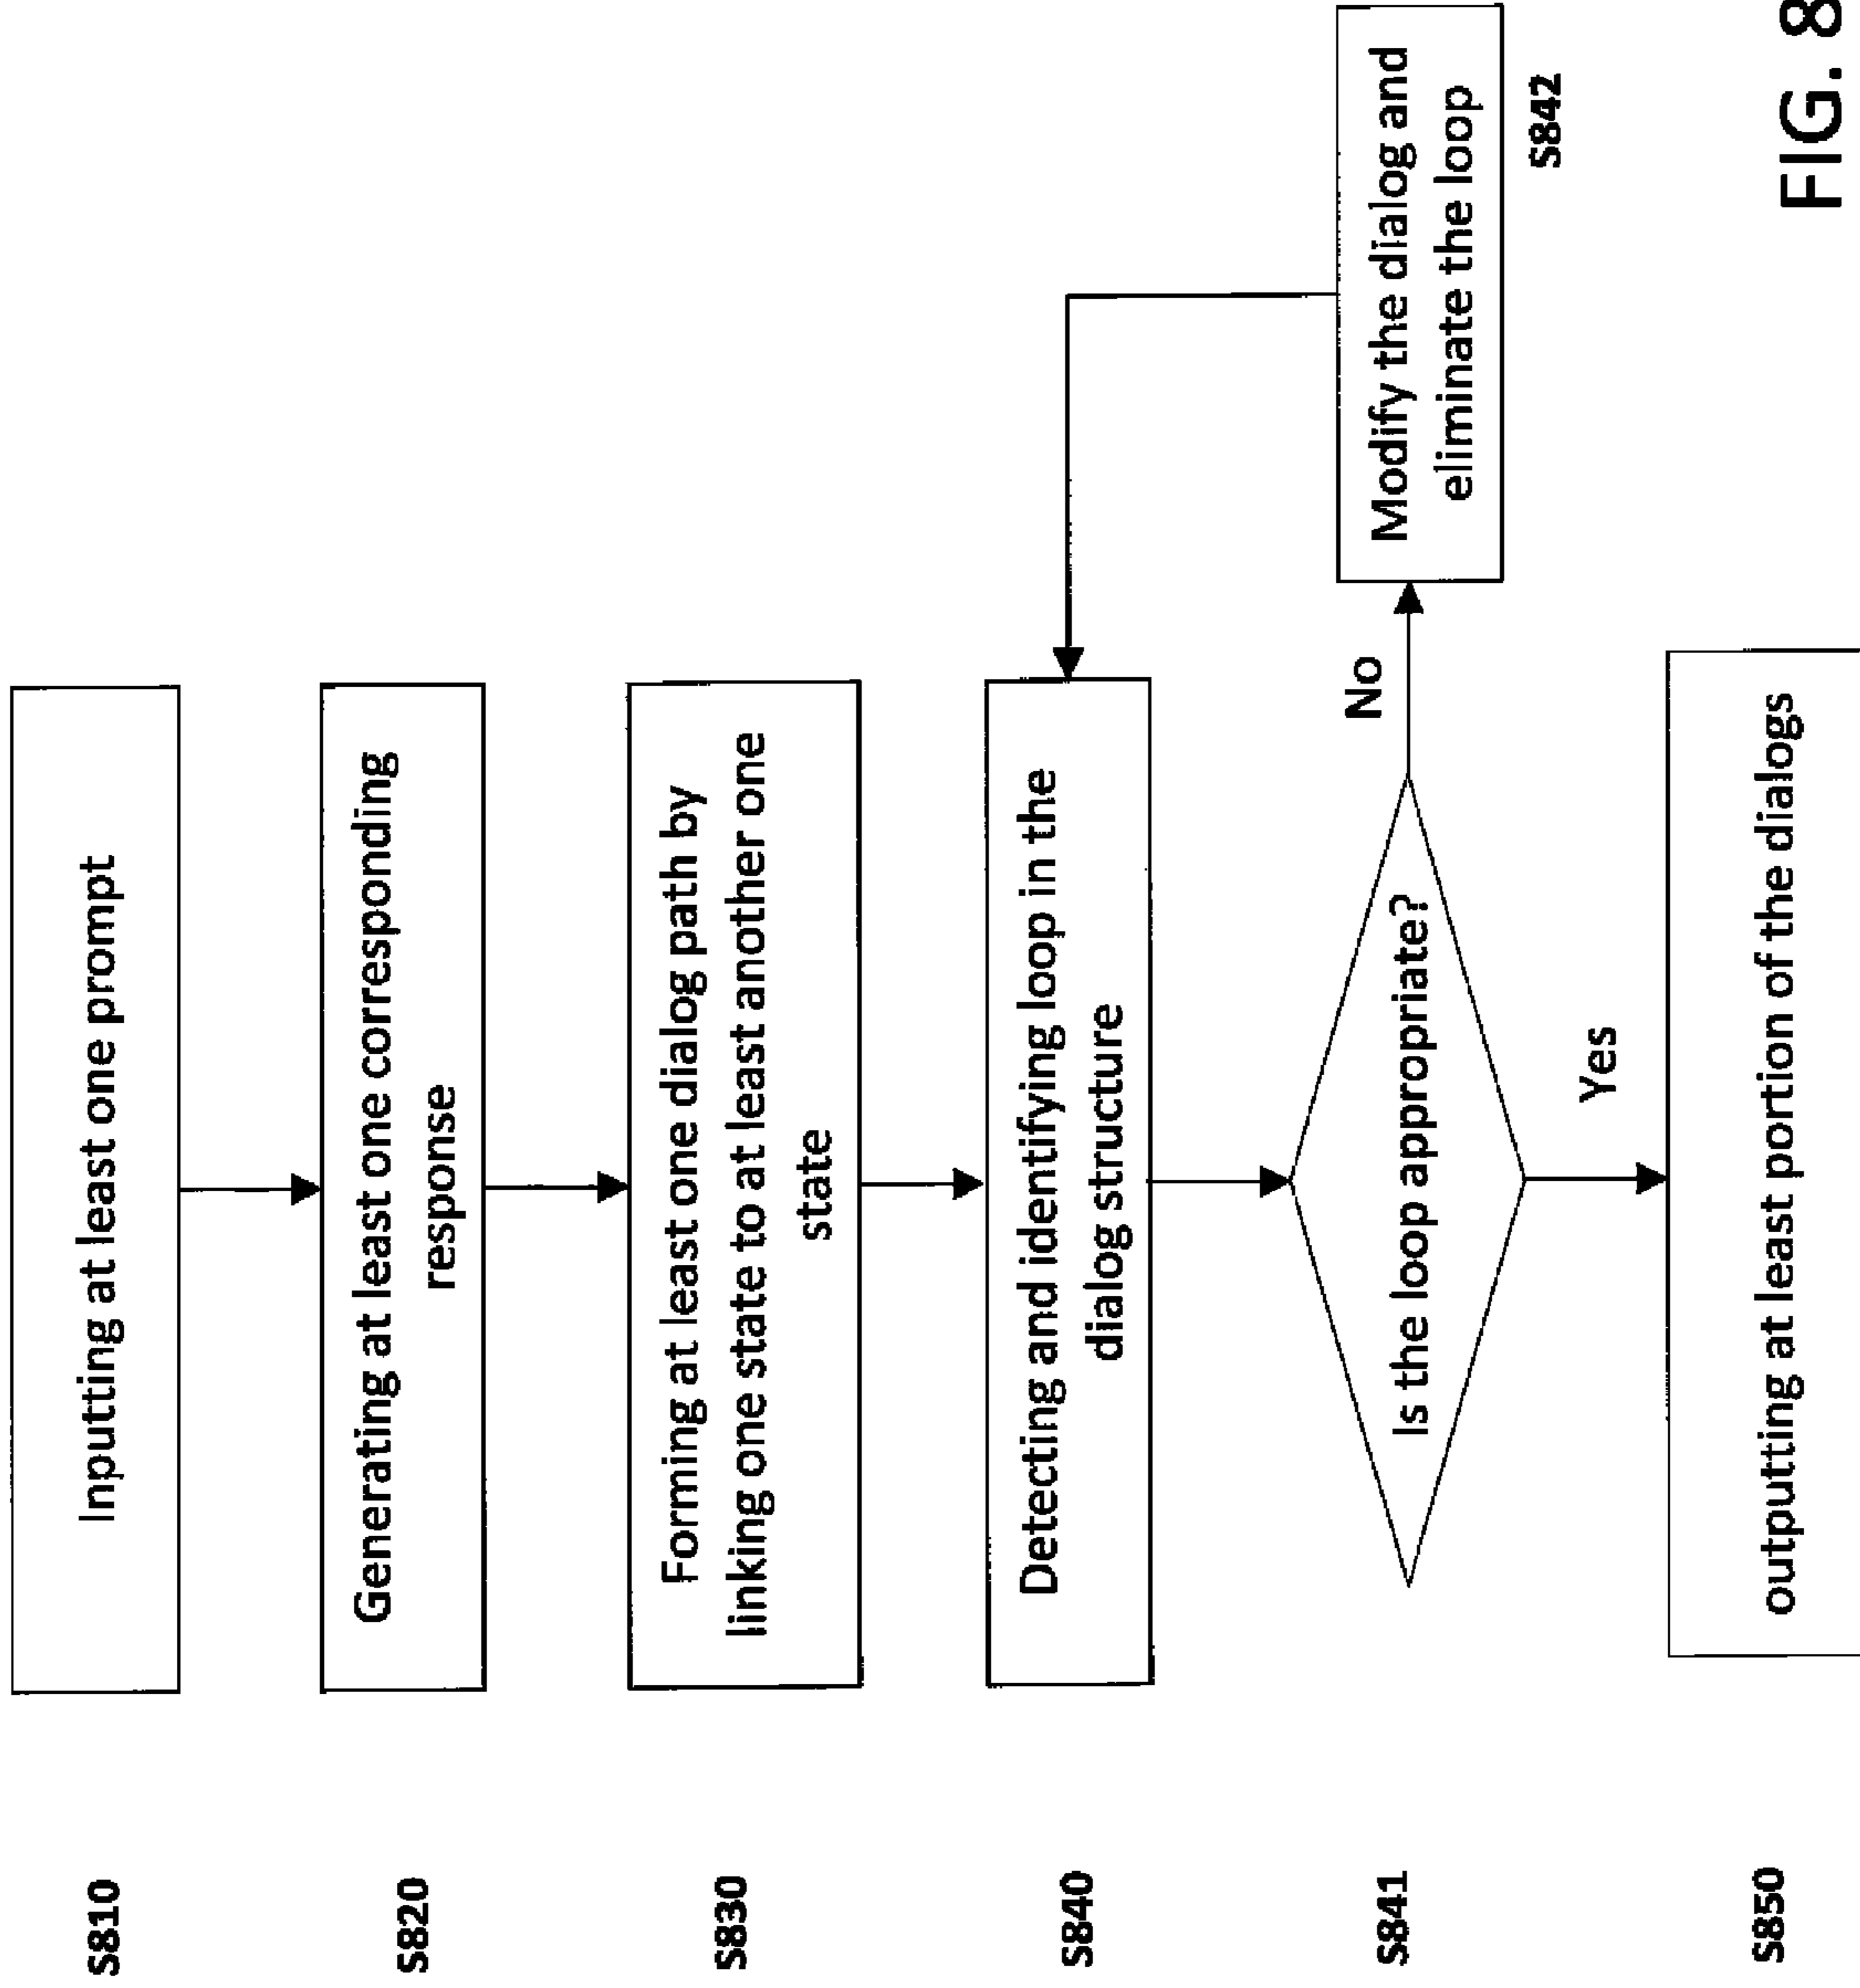 S810
Inputing at least one prompt
S820
Generating at least one corresponding
response
S830
Forming at least one dialog path by
linking one state to at least another one
state
S840
Detecting and identifying loop in the
dialog structure
S841
Is the loop appropriate?
No
Modify the dialog and
eliminate the loop
S842
Yes
S850
outputting at least portion of the dialogs
FIG. 8